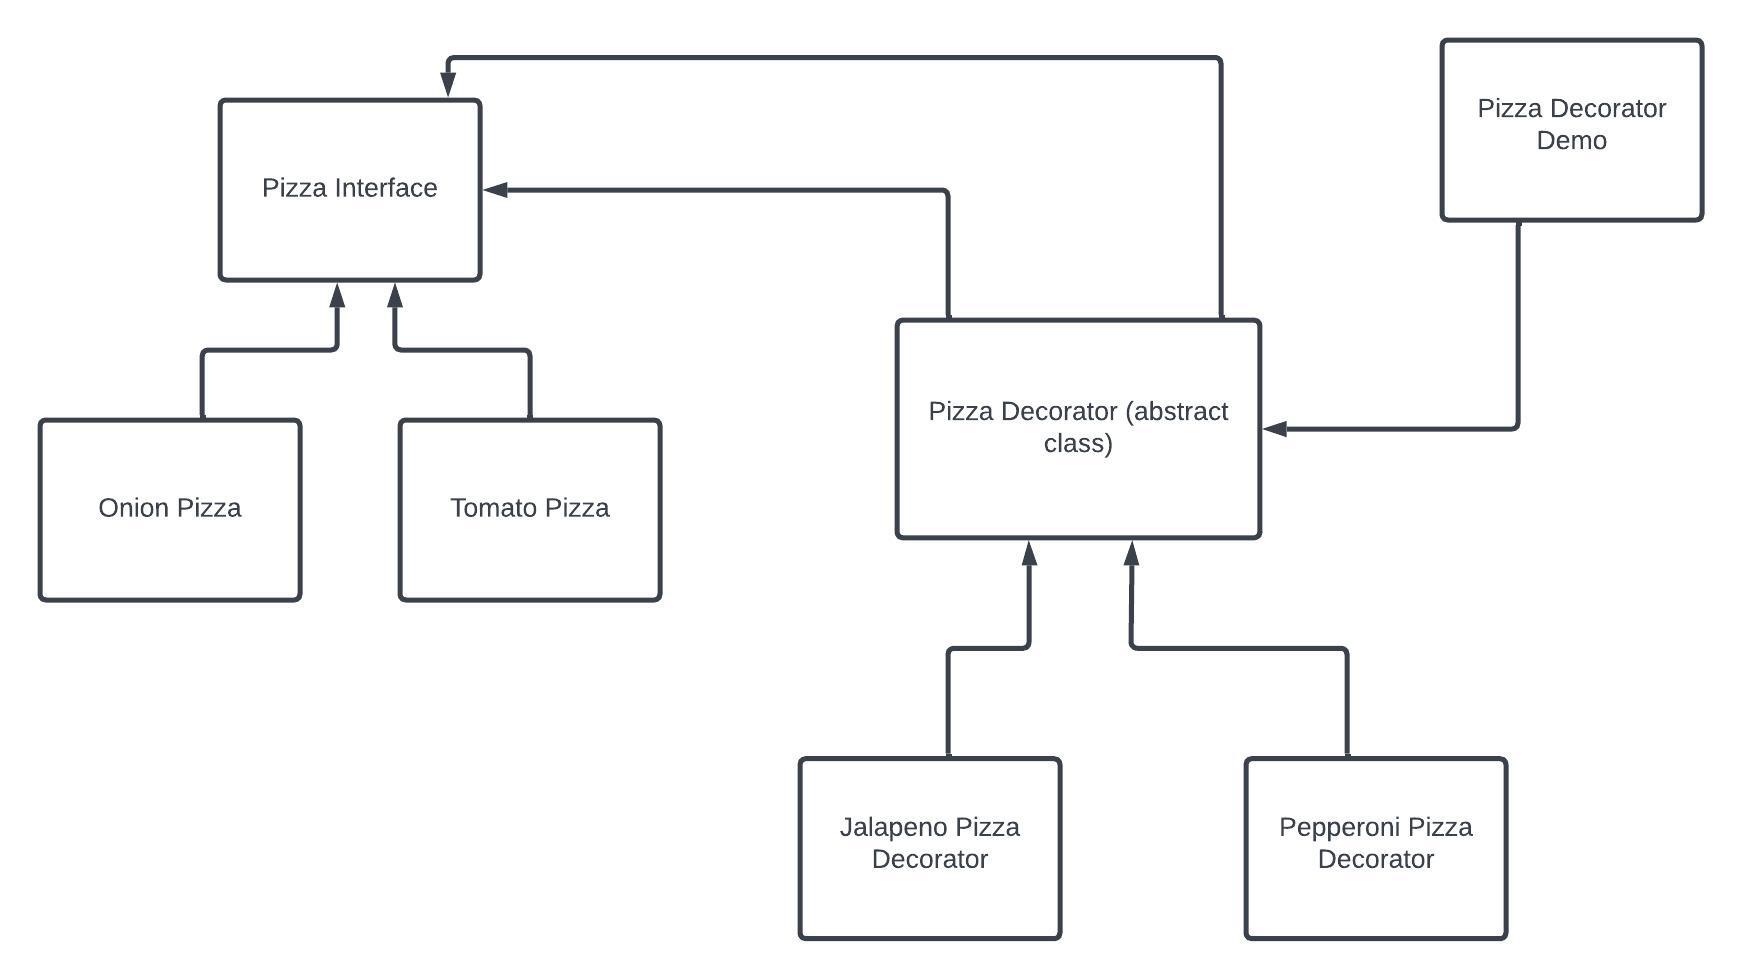 Pizza Decorator
Demo
Pizza Interface
Pizza Decorator (abstract
class)
Onion Pizza
Tomato Pizza
Jalapeno Pizza
Decorator
Pepperoni Pizza
Decorator